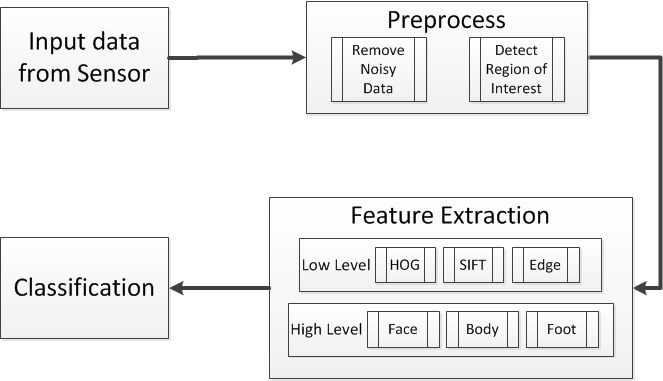 Input data
from Sensor
Preprocess
Remove
Noisy
Data
Detect
Region of
Interest
Feature Extraction
Low Level HOG SIFT Edge
High Level Face Body Foot
Classification